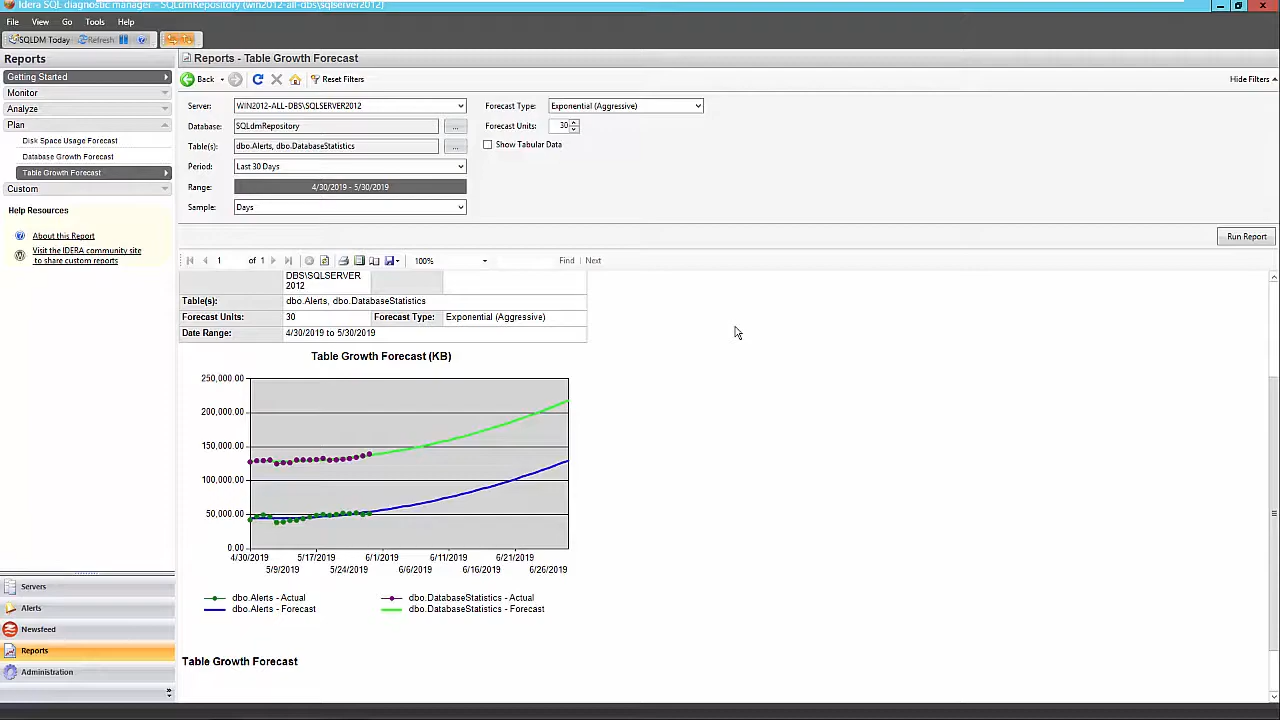 Idera SQL diagnostic manager - SQLdmRepository (win2012-all-dbs\sqlserver2012)
File View Go Tools Help
SQLDM Today Refresh
Reports
Getting Started
Monitor
Analyze
Plan
Disk Space Usage Forecast
Database Growth Forecast
Table Growth Forecast
Custom
Help Resources
About this Report
Visit the IDERA community site
to share custom reports
Servers
Alerts
Newsfeed
Reports
Administration
Reports - Table Growth Forecast
Back Reset Filters Hide Filters
Server: WIN2012-ALL-DBS\SQLSERVER2012 Forecast Type: Exponential (Aggressive)
Database: SQLdmRepository ... Forecast Units: 30
Table(s): dbo.Alerts, dbo.DatabaseStatistics ... Show Tabular Data
Period: Last 30 Days
Range: 4/30/2019 - 5/30/2019
Sample: Days
Run Report
1 of 1 100% Find Next
DBS\SQLSERVER
2012
Table(s): dbo.Alerts, dbo.DatabaseStatistics
Forecast Units: 30 Forecast Type: Exponential (Aggressive)
Date Range: 4/30/2019 to 5/30/2019
Table Growth Forecast (KB)
250,000.00
200,000.00
150,000.00
100,000.00
50,000.00
0.00
4/30/2019 5/17/2019 6/1/2019 6/11/2019 6/21/2019
5/9/2019 5/24/2019 6/6/2019 6/16/2019 6/26/2019
dbo.Alerts - Actual dbo.DatabaseStatistics - Actual
dbo.Alerts - Forecast dbo.DatabaseStatistics - Forecast
Table Growth Forecast